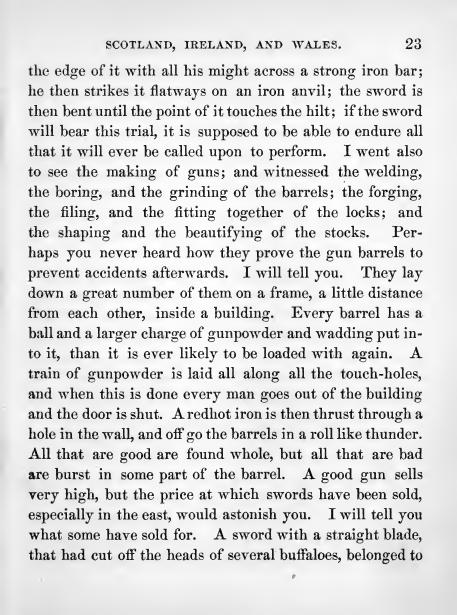 SCOTLAND, IRELAND, AND WALES. 23
the edge of it with all his might across a strong iron bar;
he then strikes it flatways on an iron anvil; the sword is
then bent until the point of it touches the hilt; if the sword
will bear this trial, it is supposed to be able to endure all
that it will ever be called upon to perform. I went also
to see the making of guns; and witnessed the welding,
the boring, and the grinding of the barrels; the forging,
the filing, and the fitting together of the locks; and
the shaping and the beautifying of the stocks. Per-
haps you never heard how they prove the gun barrels to
prevent accidents afterwards. I will tell you. They lay
down a great number of them on a frame, a little distance
from each other, inside a building. Every barrel has a
ball and a larger charge of gunpowder and wadding put in-
to it, than it is ever likely to be loaded with again. A
train of gunpowder is laid all along all the touch-holes,
and when this is done every man goes out of the building
and the door is shut. A redhot iron is then thrust through a
hole in the wall, and off go the barrels in a roll like thunder.
All that are good are found whole, but all that are bad
are burst in some part of the barrel. A good gun sells
very high, but the price at which swords have been sold,
especially in the east, would astonish you. I will tell you
what some have sold for. A sword with a straight blade,
that had cut off the heads of several buffaloes, belonged to